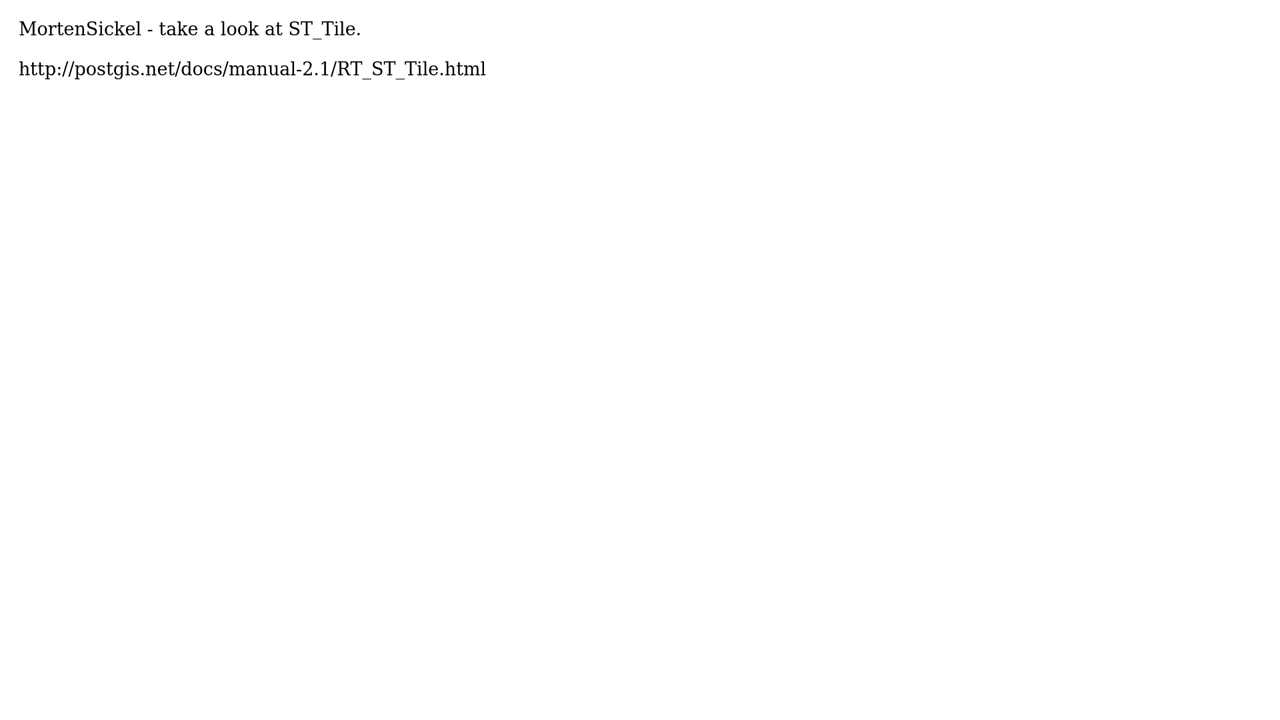 MortenSickel - take a look at ST_Tile.
http://postgis.net/docs/manual-2.1/RT_ST_Tile.html